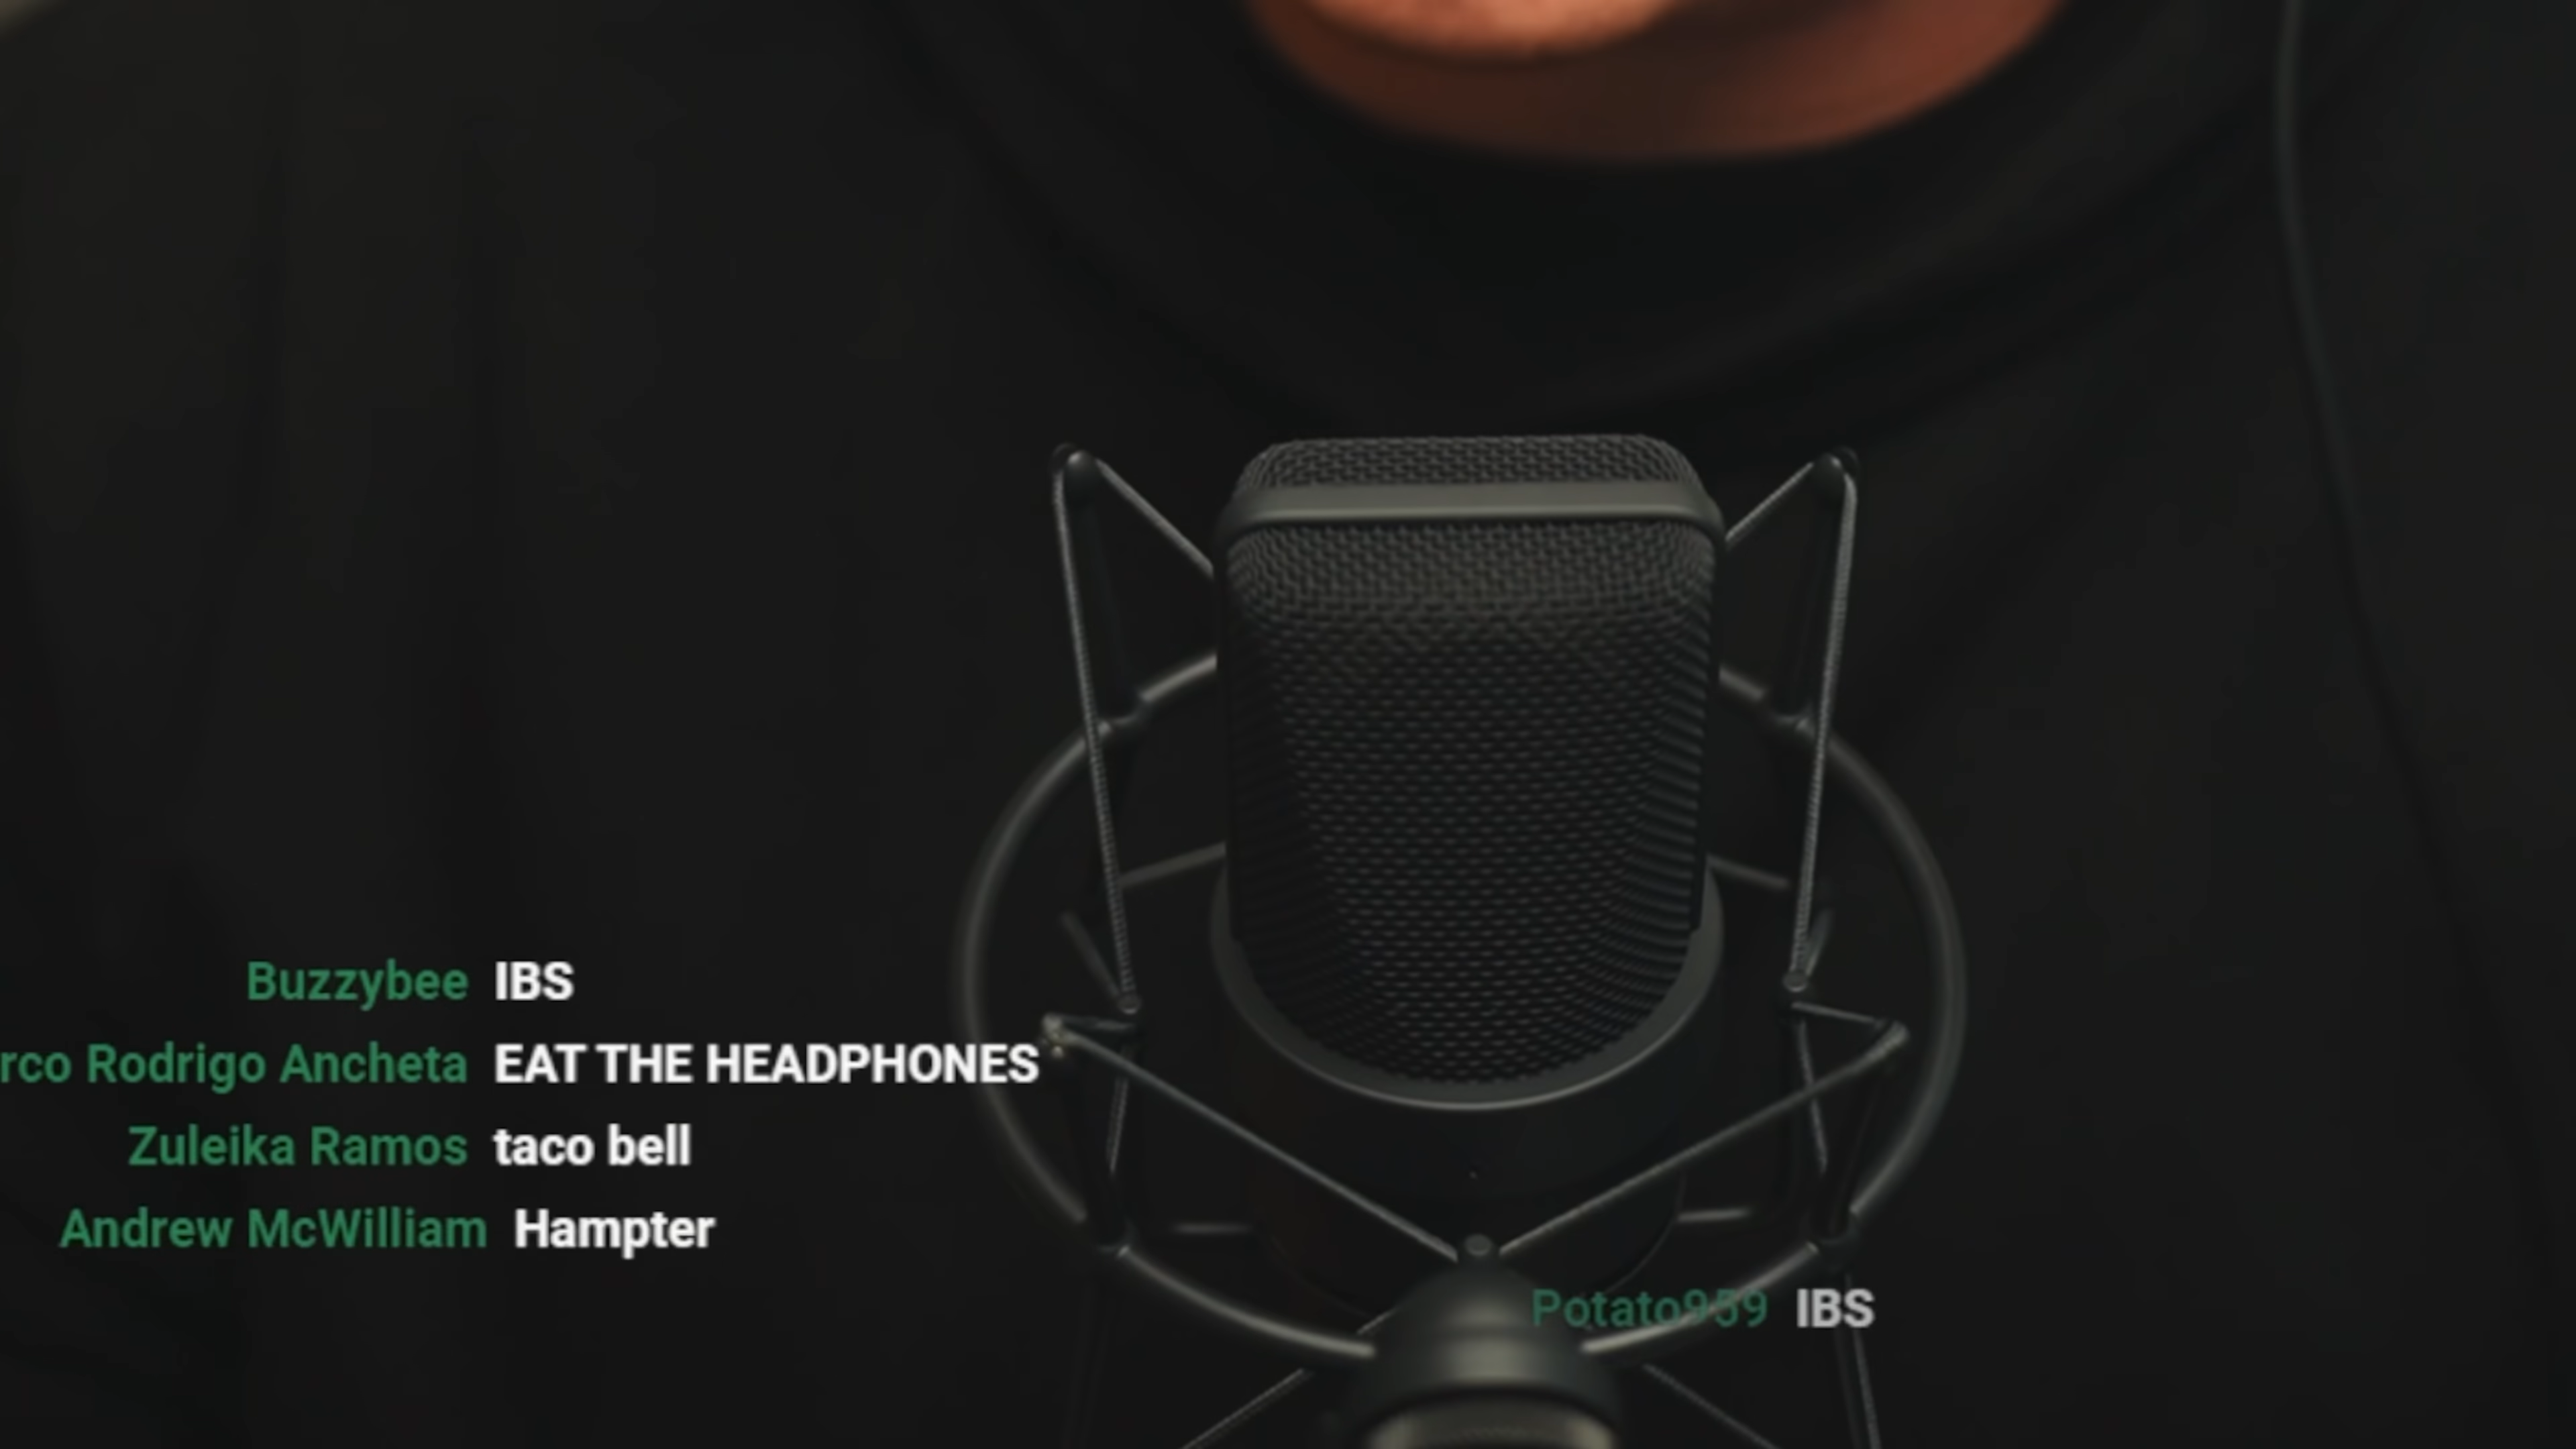 Buzzybee IBS
rco Rodrigo Ancheta EAT THE HEADPHONES
Zuleika Ramos taco bell
Andrew McWilliam Hampter
Potato959 IBS